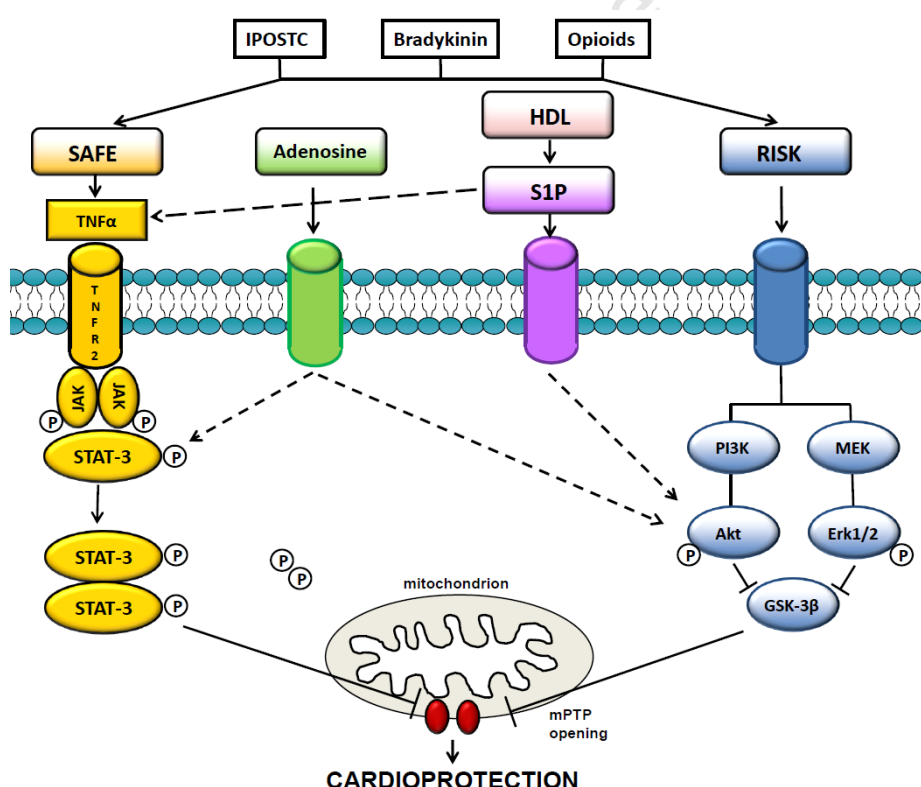 IPOSTC
Bradykinin
Opioids
SAFE
Adenosine
HDL
RISK
S1P
TNFα
TNFR2
JAK
JAK
P
P
STAT-3
P
PI3K
MEK
Akt
P
Erk1/2
P
STAT-3
P
STAT-3
P
P
P
GSK-3β
mitochondrion
mPTP
opening
CARDIOPROTECTION